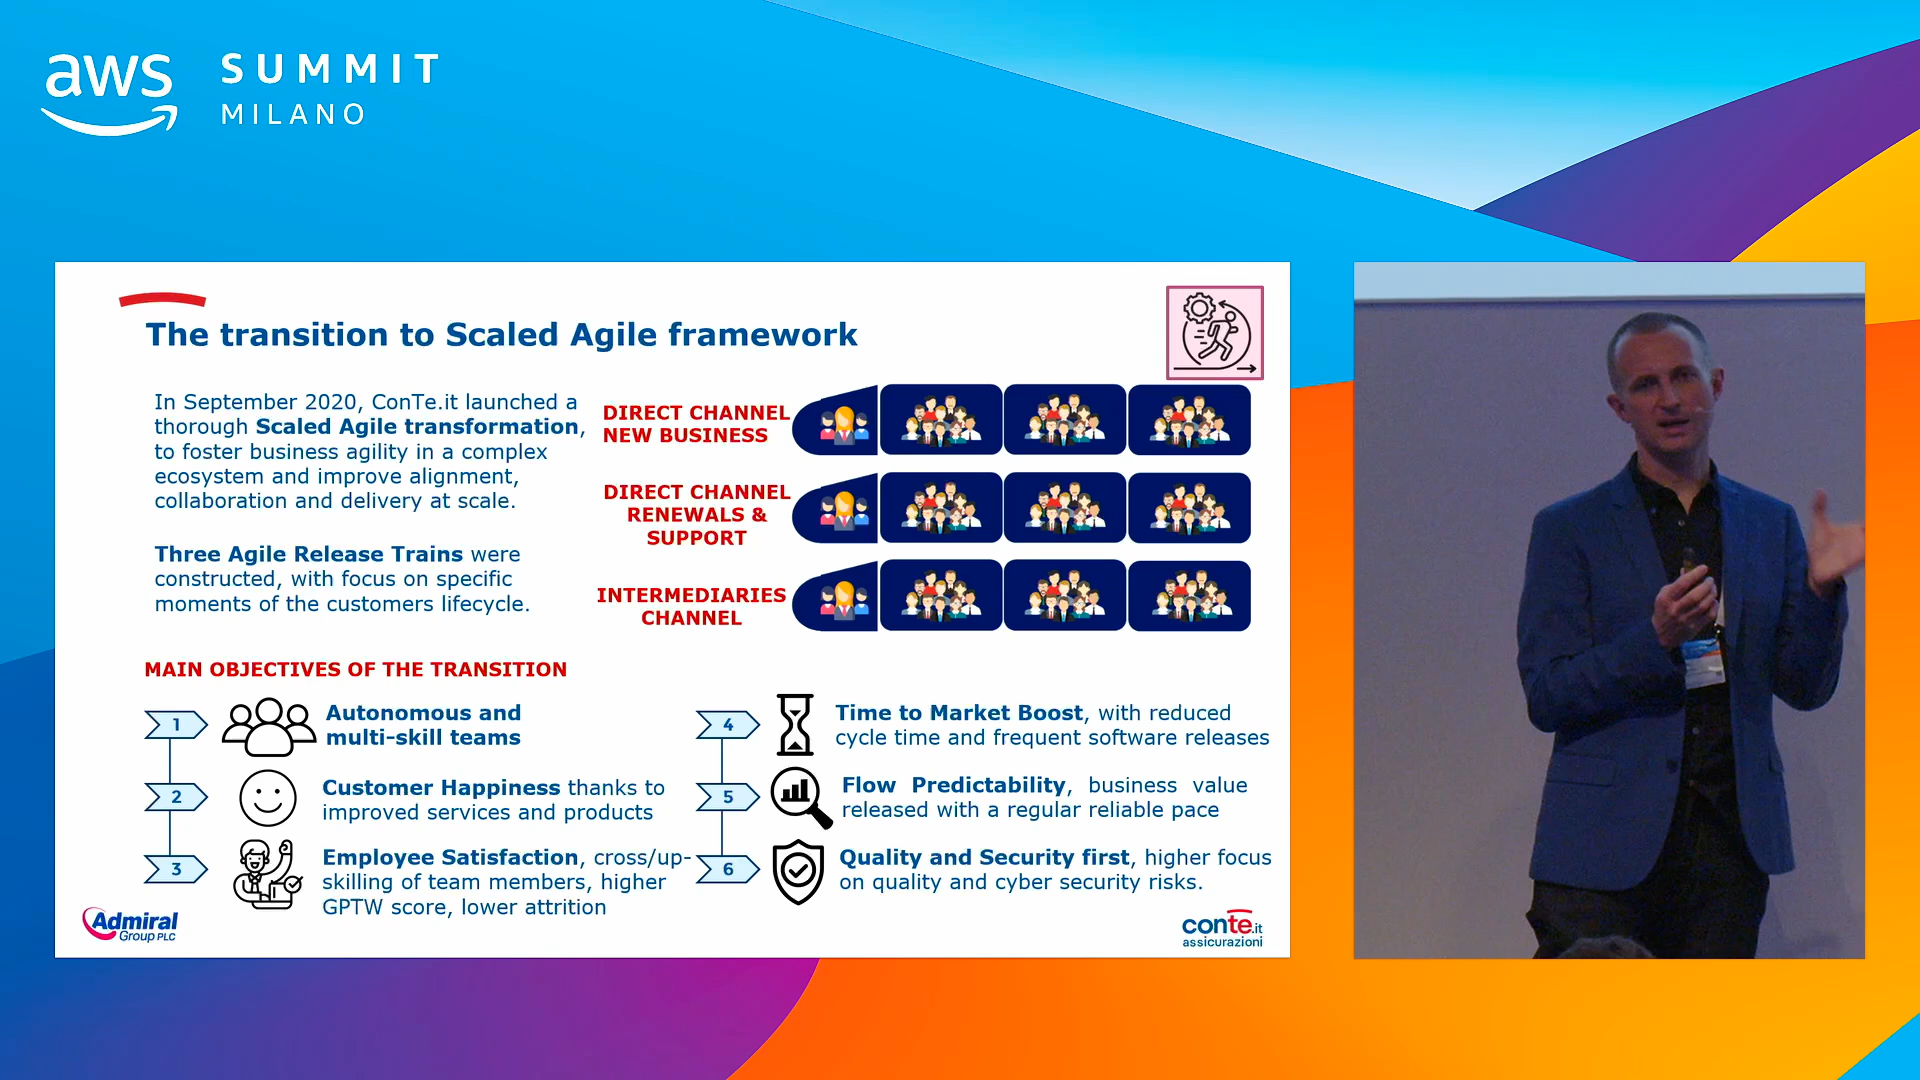 aws
SUMMIT
MILANO
The transition to Scaled Agile framework
In September 2020, ConTe.it launched a
thorough Scaled Agile transformation,
to foster business agility in a complex
ecosystem and improve alignment,
collaboration and delivery at scale.
Three Agile Release Trains were
constructed, with focus on specific
moments of the customers lifecycle.
DIRECT CHANNEL
NEW BUSINESS
DIRECT CHANNEL
RENEWALS &
SUPPORT
INTERMEDIARIES
CHANNEL
MAIN OBJECTIVES OF THE TRANSITION
1
Autonomous and
multi-skill teams
2
Customer Happiness thanks to
improved services and products
3
Employee Satisfaction, cross/up-
skilling of team members, higher
GPTW score, lower attrition
4
Time to Market Boost, with reduced
cycle time and frequent software releases
5
Flow Predictability, business value
released with a regular reliable pace
6
Quality and Security first, higher focus
on quality and cyber security risks.
Admiral
Group PLC
conte.it
assicurazioni